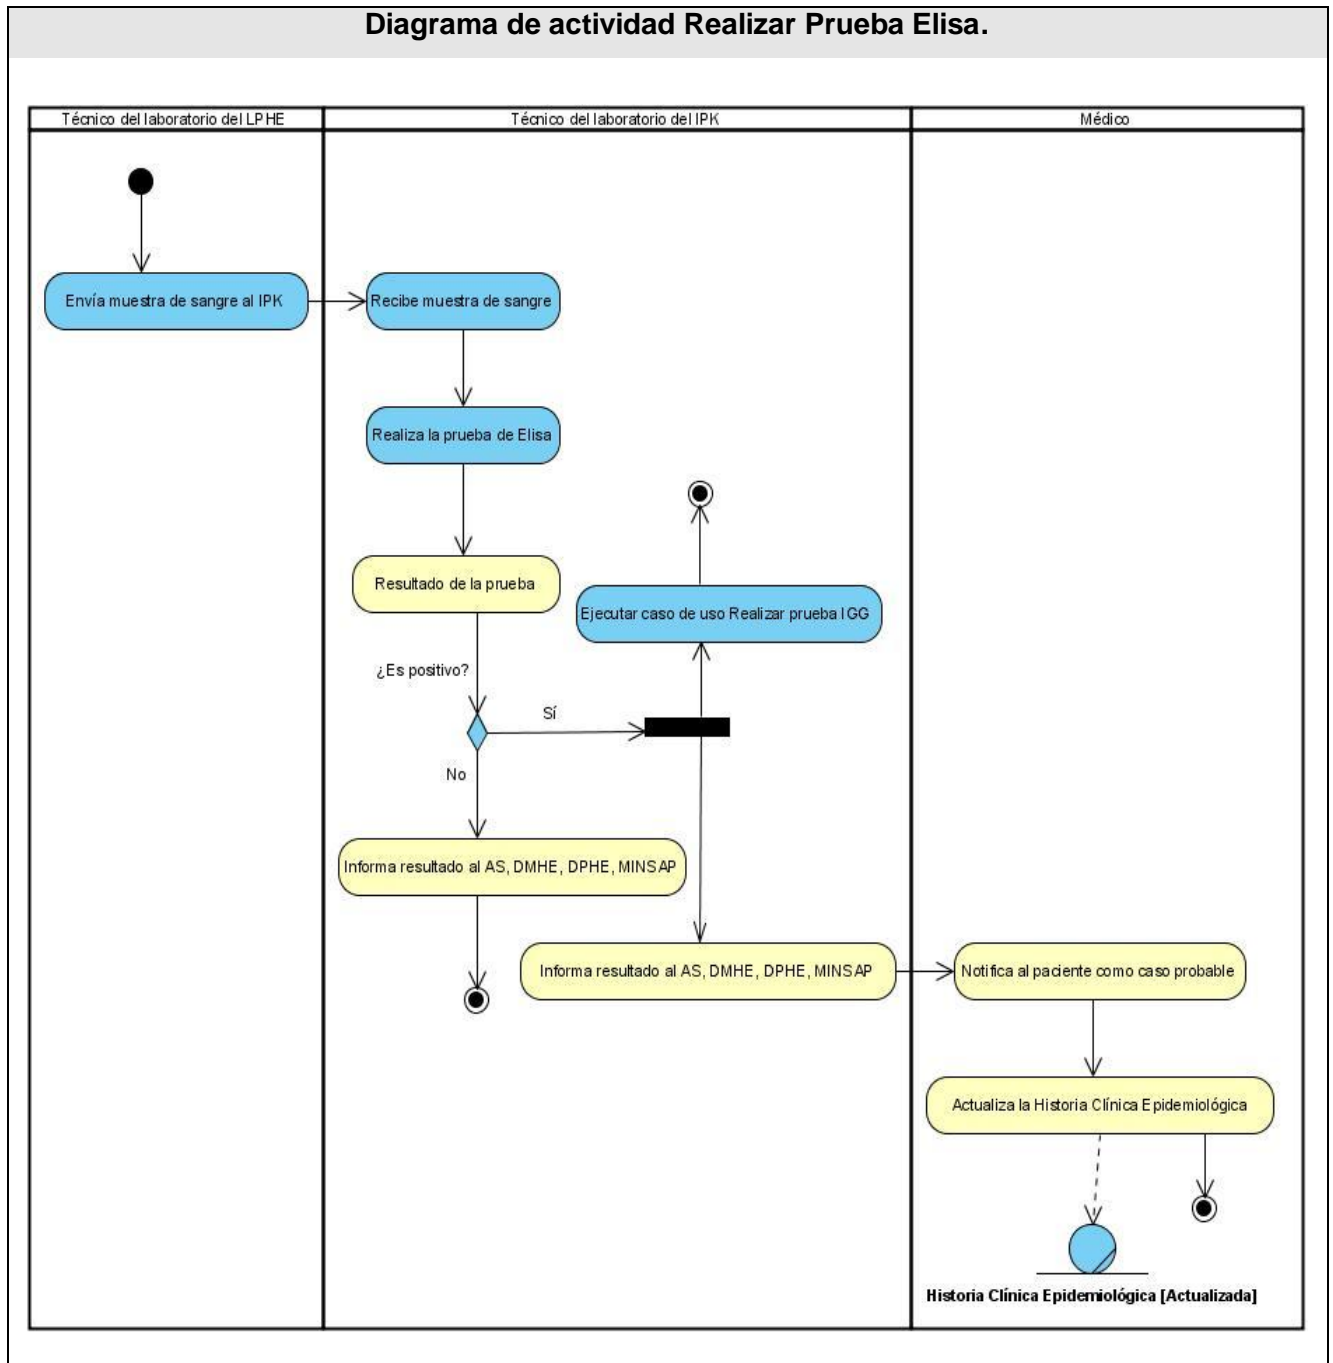 Diagrama de actividad Realizar Prueba Elisa.
Técnico del laboratorio del LPHE
Técnico del laboratorio del IPK
Médico
Envía muestra de sangre al IPK
Recibe muestra de sangre
Realiza la prueba de Elisa
Resultado de la prueba
Ejecutar caso de uso Realizar prueba IGG
¿Es positivo?
Sí
No
Informa resultado al AS, DMHE, DPHE, MINSAP
Informa resultado al AS, DMHE, DPHE, MINSAP
Notifica al paciente como caso probable
Actualiza la Historia Clínica Epidemiológica
Historia Clínica Epidemiológica [Actualizada]